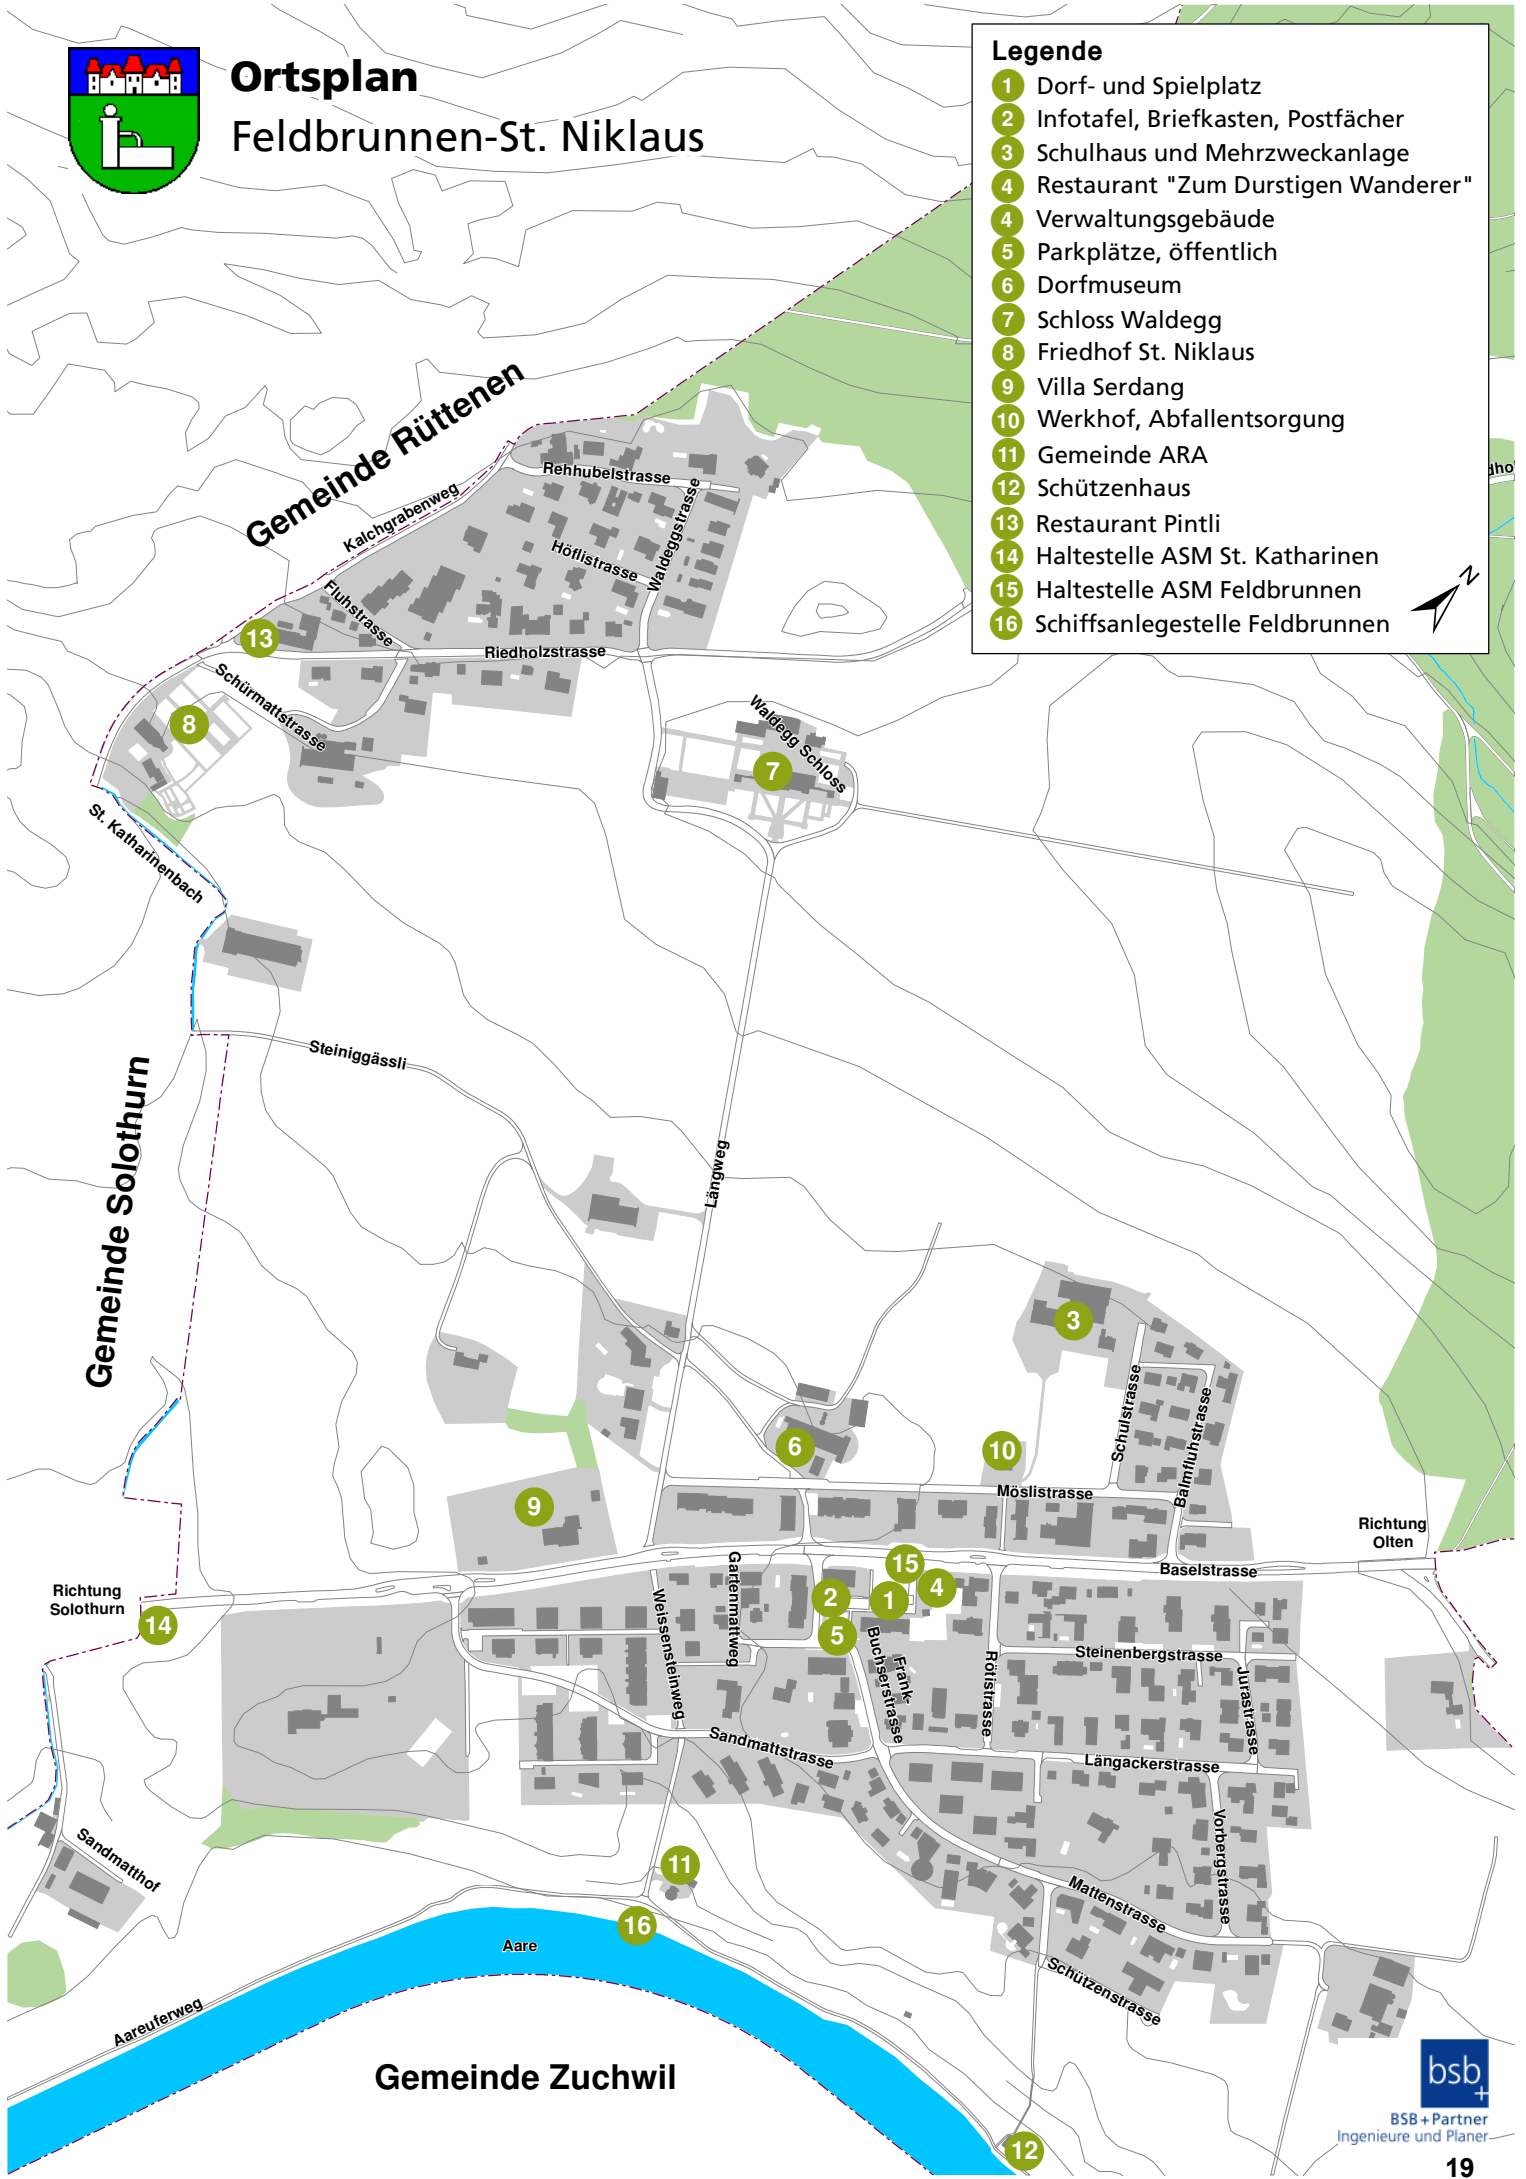 Ortsplan
Feldbrunnen-St. Niklaus
Legende
1 Dorf- und Spielplatz
2 Infotafel, Briefkasten, Postfächer
3 Schulhaus und Mehrzweckanlage
4 Restaurant "Zum Durstigen Wanderer"
4 Verwaltungsgebäude
5 Parkplätze, öffentlich
6 Dorfmuseum
7 Schloss Waldegg
8 Friedhof St. Niklaus
9 Villa Serdang
10 Werkhof, Abfallentsorgung
11 Gemeinde ARA
12 Schützenhaus
13 Restaurant Pintli
14 Haltestelle ASM St. Katharinen
15 Haltestelle ASM Feldbrunnen
16 Schiffsanlegestelle Feldbrunnen
N
Gemeinde Rüttenen
Kalchgrabenweg
Rehhubelstrasse
Waldeggstrasse
Höflistrasse
Fluhstrasse
13
Riedholzstrasse
Schürmattstrasse
8
Waldegg Schloss
7
St. Katharinenbach
Steiniggässli
Gemeinde Solothurn
Längweg
3
Schulstrasse
Balmfluhstrasse
6
10
Möslistrasse
9
Richtung
Olten
Baselstrasse
Richtung
Solothurn
14
15
4
2
1
5
Gartenmattweg
Weissensteinweg
Frank-
Buchserstrasse
Rötistrasse
Steinenbergstrasse
Jurastrasse
Sandmattstrasse
Längackerstrasse
Vorbergstrasse
Sandmatthof
11
16
Mattenstrasse
Aare
Schützenstrasse
Aareuferweg
Gemeinde Zuchwil
12
bsb
+
BSB+Partner
Ingenieure und Planer
19